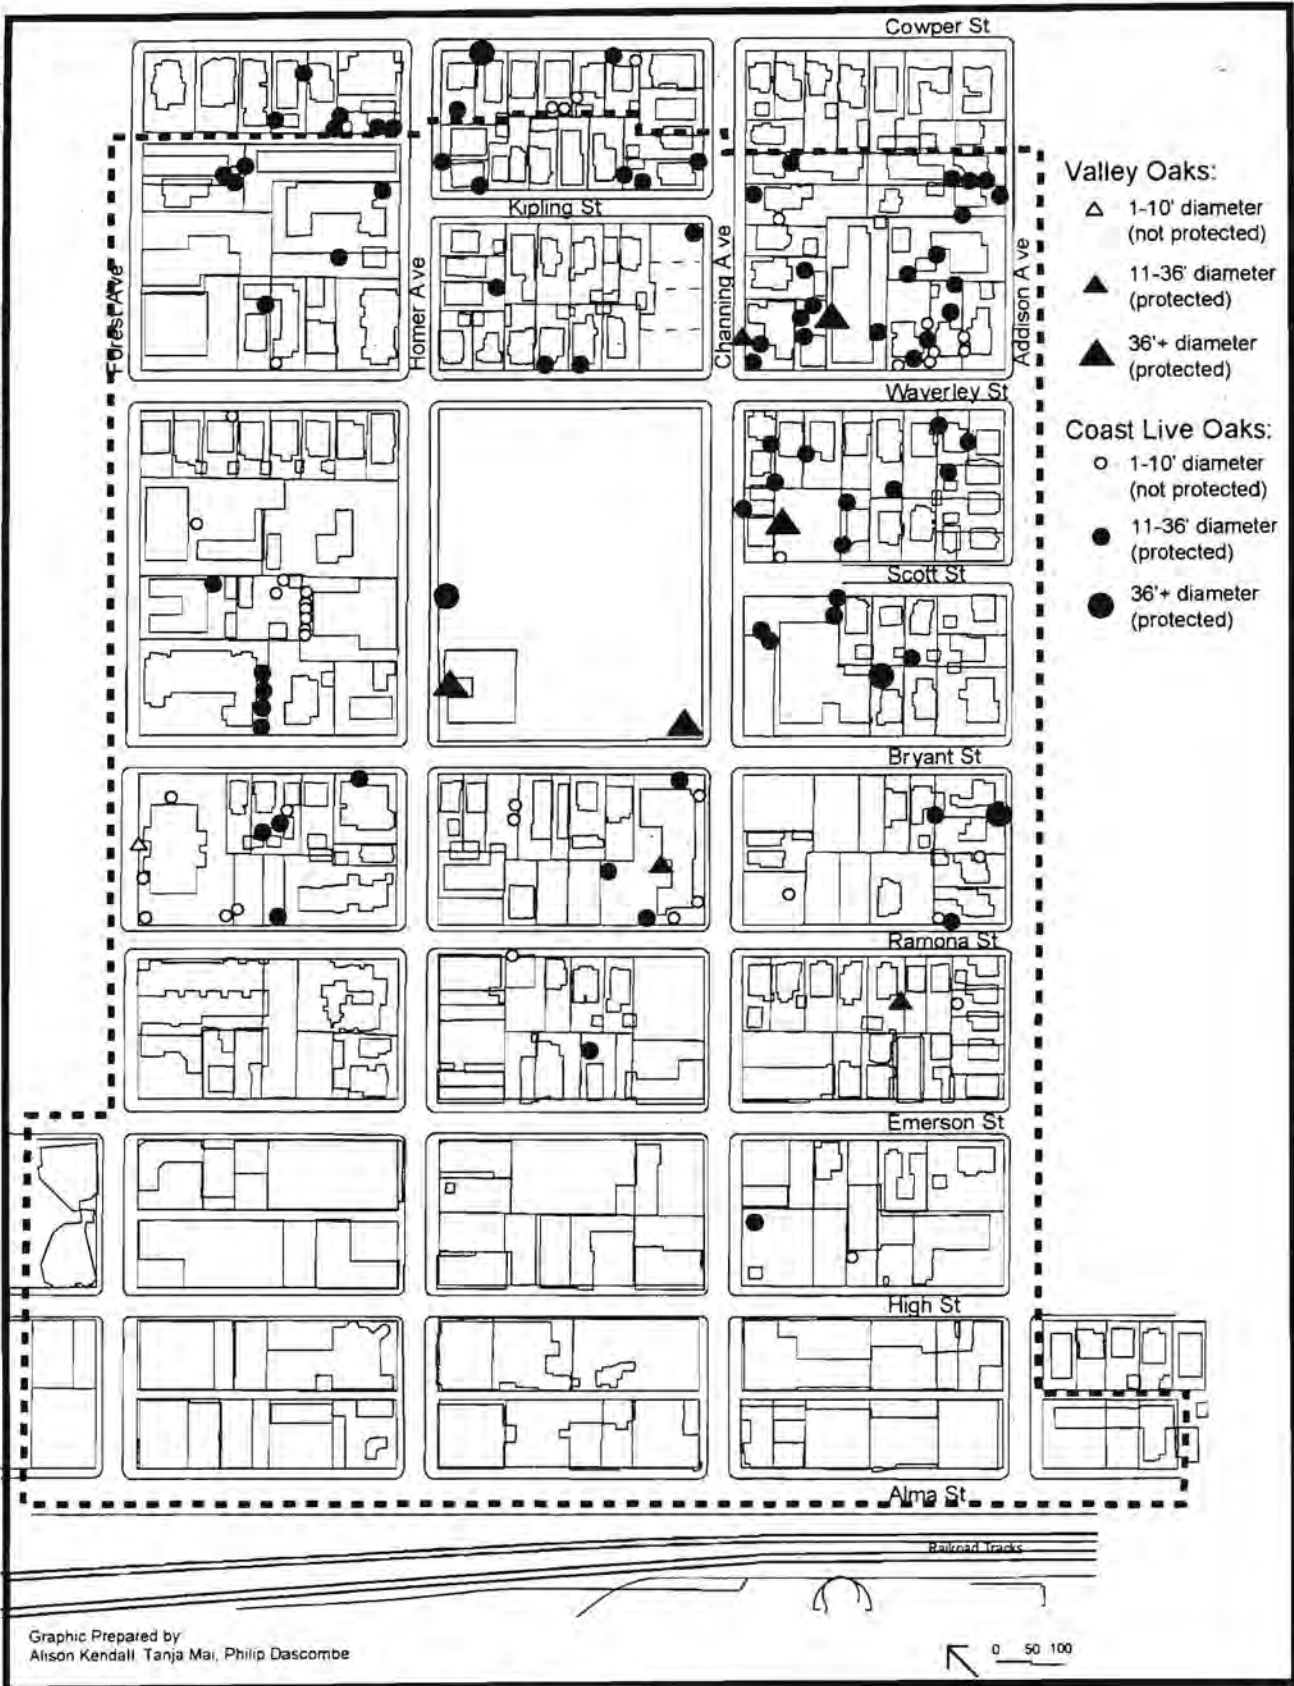 Cowper St
Kipling St
Forest Ave
Homer Ave
Channing Ave
Addison Ave
Waverley St
Scott St
Bryant St
Ramona St
Emerson St
High St
Alma St
Railroad Tracks
Valley Oaks:
1-10' diameter
(not protected)
11-36' diameter
(protected)
36'+ diameter
(protected)
Coast Live Oaks:
1-10' diameter
(not protected)
11-36' diameter
(protected)
36'+ diameter
(protected)
Graphic Prepared by
Alison Kendall, Tanja Mai, Philip Dascombe
0 50 100